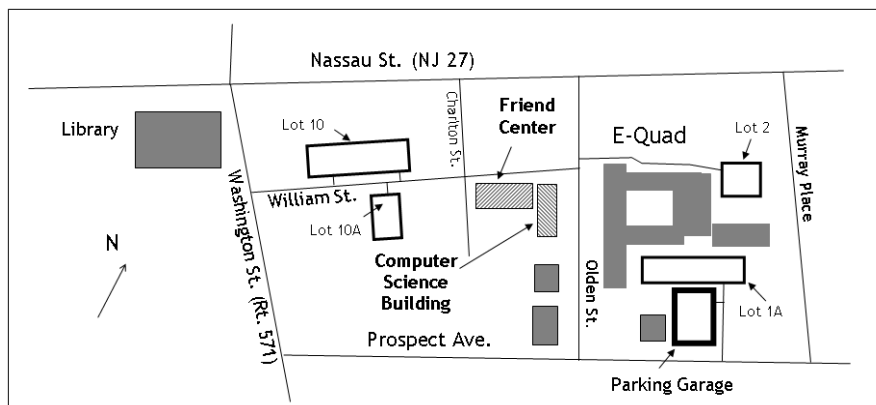 Nassau St. (NJ 27)
Library
Lot 10
Charlton St.
Friend
Center
E-Quad
Lot 2
Murray Place
Washington St. (Rt. 571)
William St.
Lot 10A
N
Computer
Science
Building
Olden St.
Lot 1A
Prospect Ave.
Parking Garage